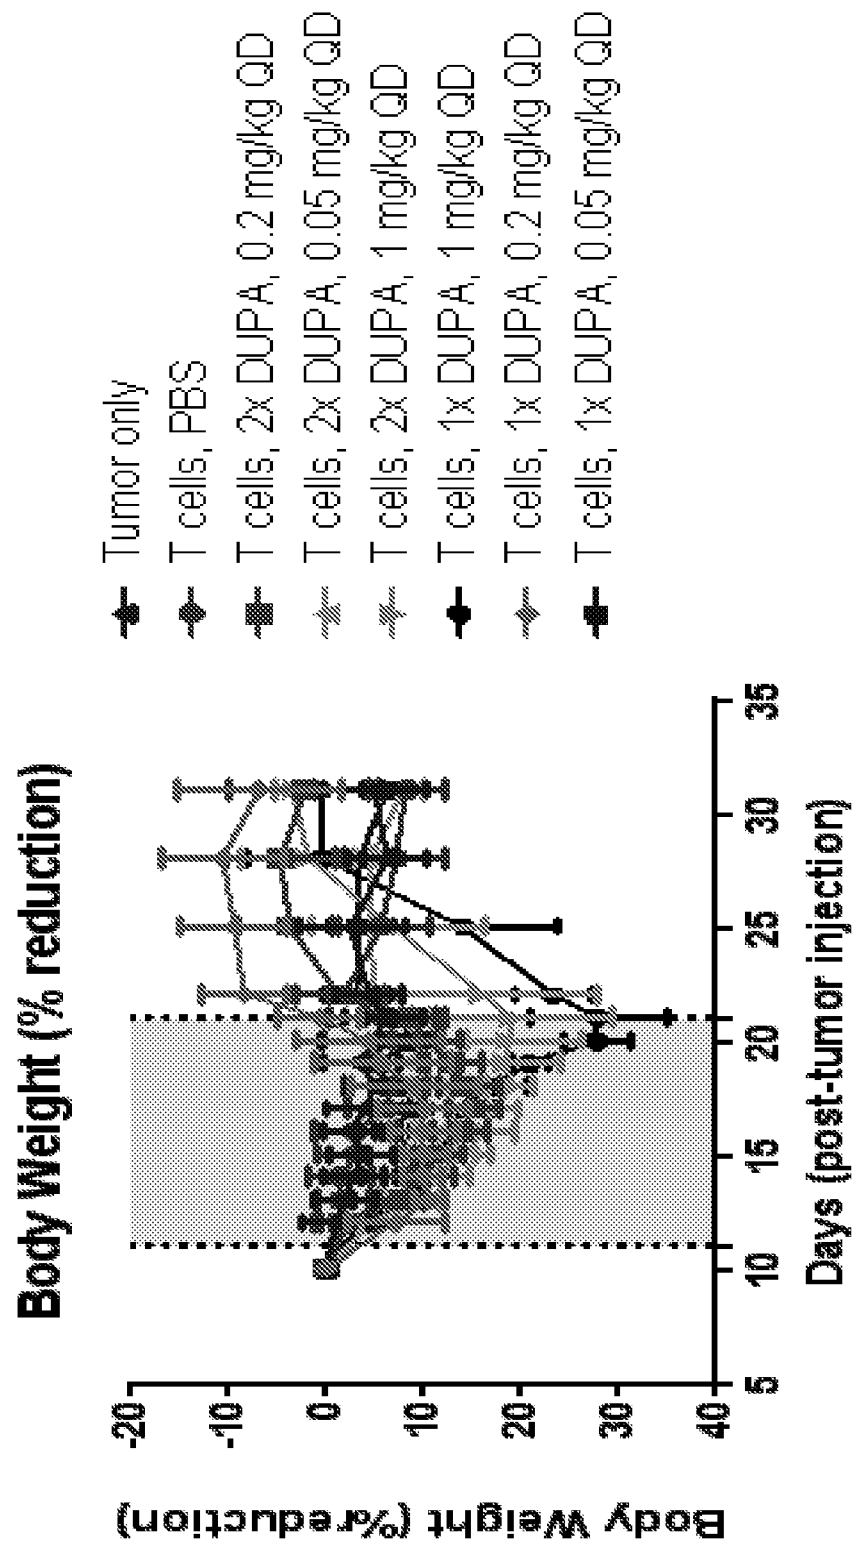 Body Weight (% reduction)
Body Weight (% reduction)
-20
-10
0
10
20
30
40
5
10
15
20
25
30
35
Days (post-tumor injection)
Tumor only
T cells, PBS
T cells, 2x DUPA, 0.2 mg/kg QD
T cells, 2x DUPA, 0.05 mg/kg QD
T cells, 2x DUPA, 1 mg/kg QD
T cells, 1x DUPA, 1 mg/kg QD
T cells, 1x DUPA, 0.2 mg/kg QD
T cells, 1x DUPA, 0.05 mg/kg QD